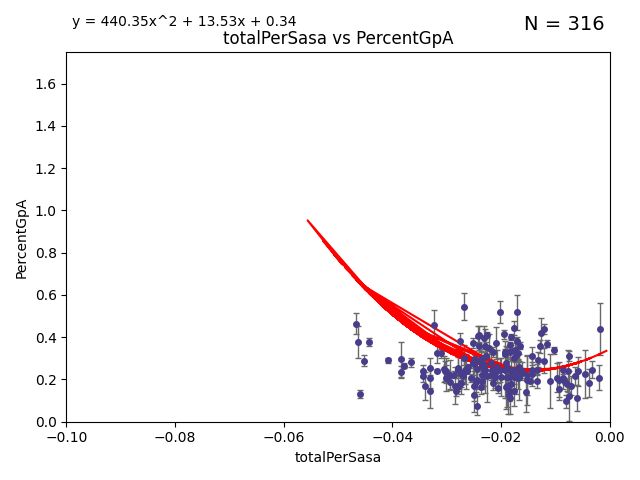 y = 440.35x^2 + 13.53x + 0.34
N = 316
totalPerSasa vs PercentGpA
1.6
1.4
1.2
1.0
0.8
0.6
0.4
0.2
0.0
PercentGpA
−0.10 −0.08 −0.06 −0.04 −0.02 0.00
totalPerSasa